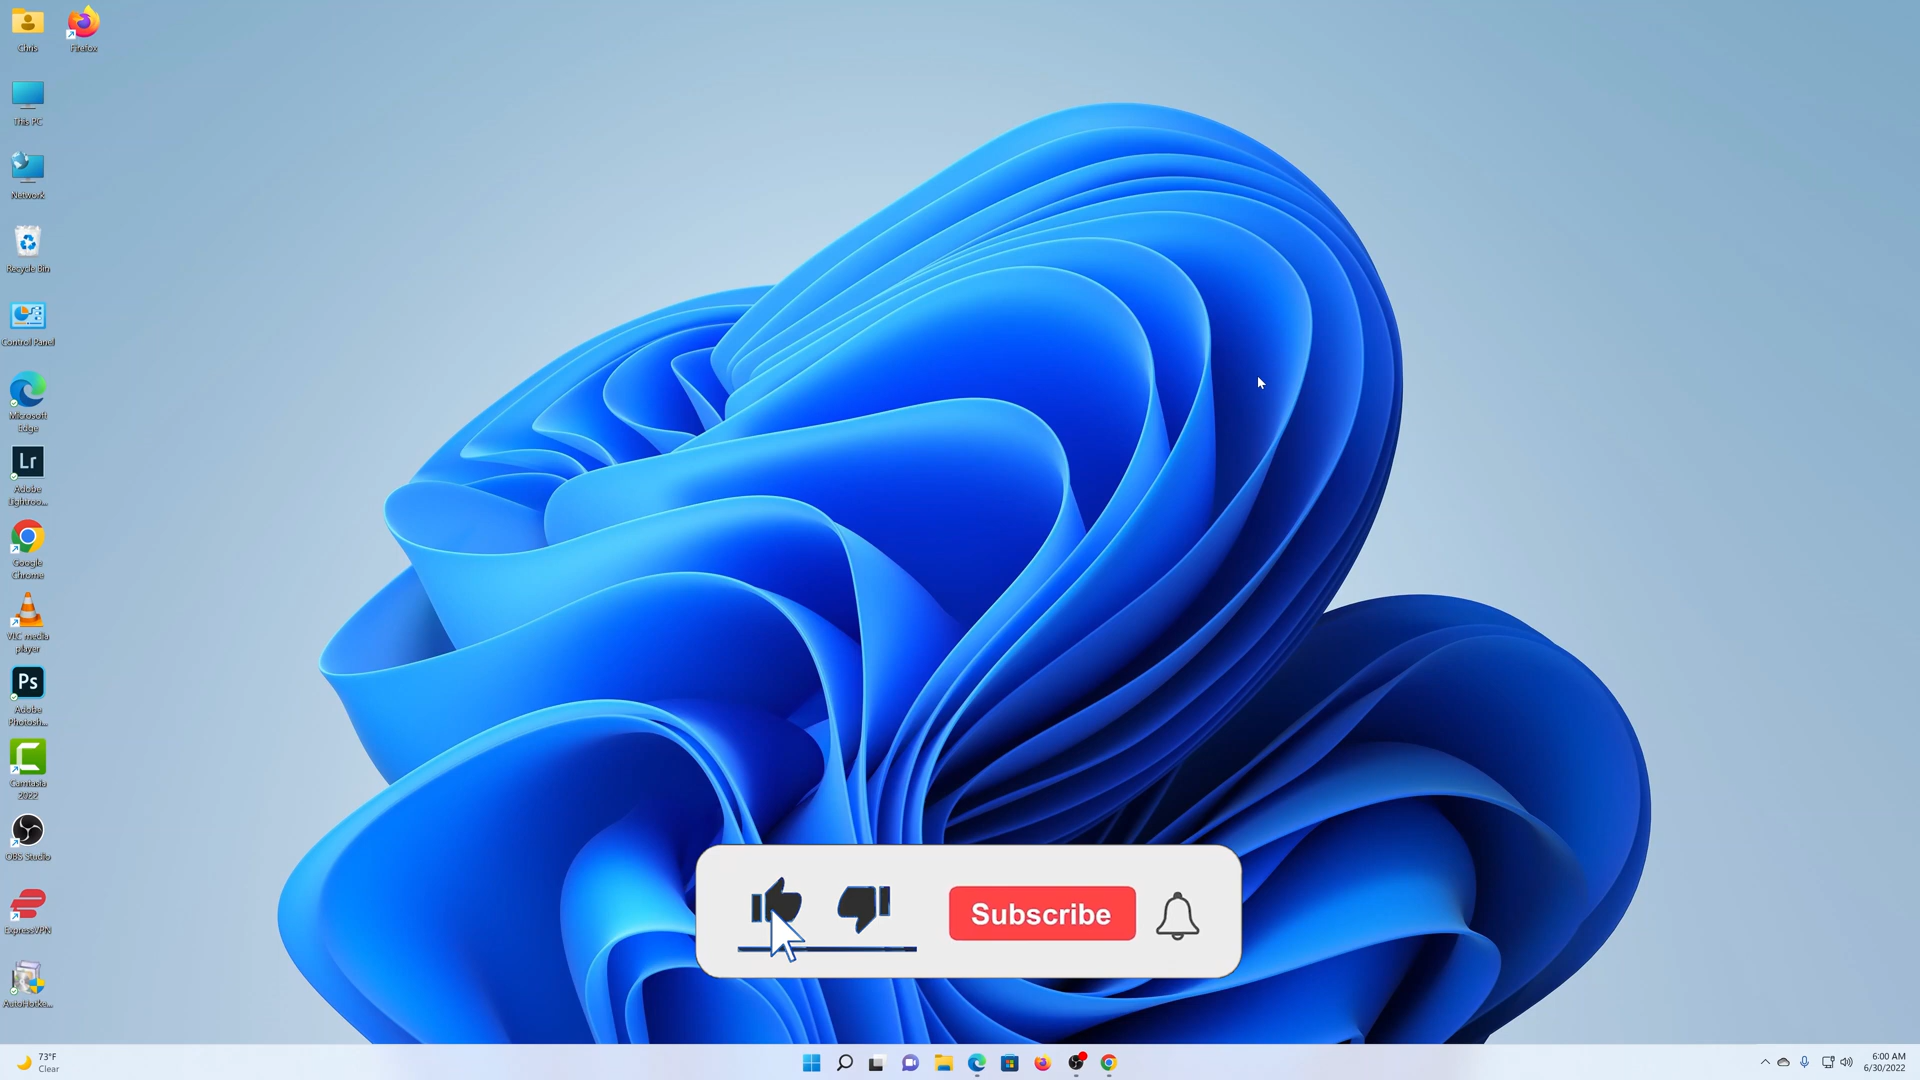 Chris
Firefox
This PC
Network
Recycle Bin
Control Panel
Microsoft
Edge
Lr
Adobe
Lightroo...
Google
Chrome
VLC media
player
Ps
Adobe
Photosh...
Camtasia
2022
OBS Studio
ExpressVPN
AutoHotke...
Subscribe
73°F
Clear
6:00 AM
6/30/2022